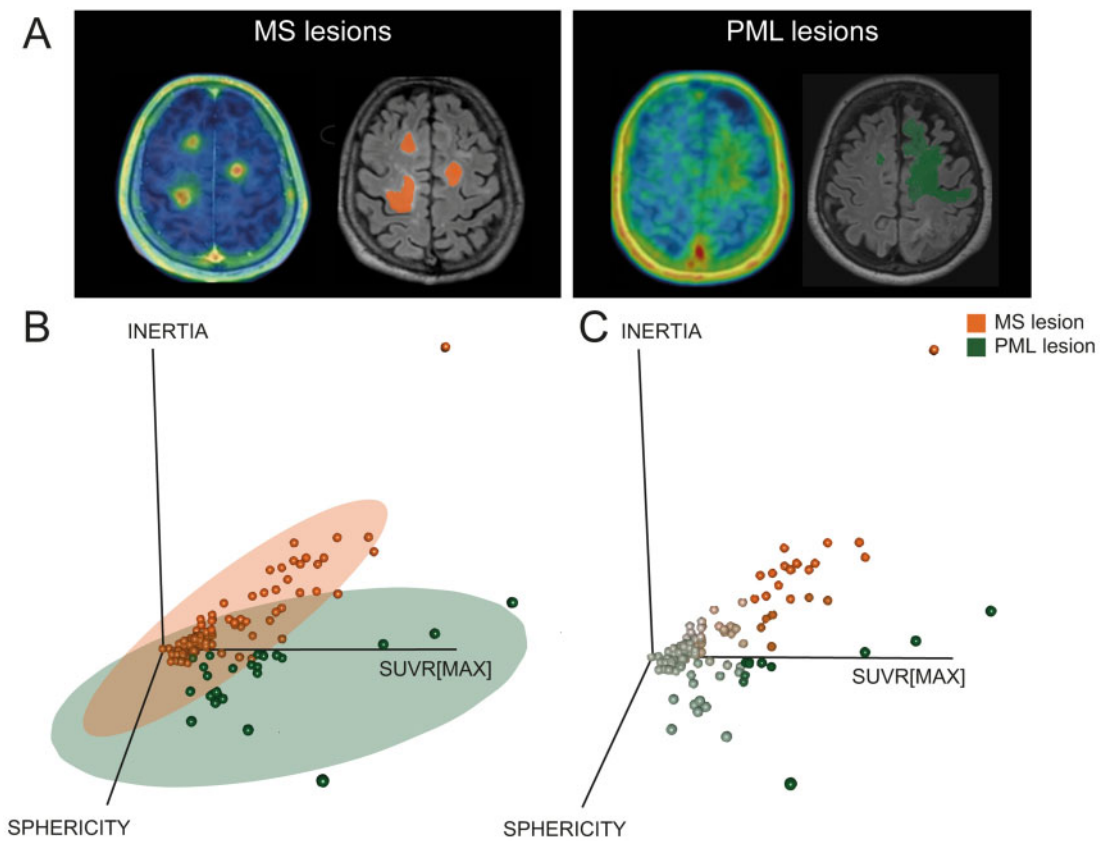 A
MS lesions
PML lesions
B
INERTIA
SUVR[MAX]
SPHERICITY
C
INERTIA
MS lesion
PML lesion
SUVR[MAX]
SPHERICITY